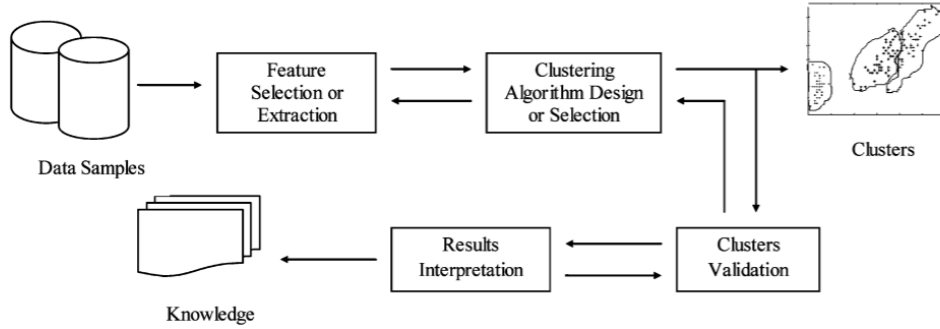 Feature
Selection or
Extraction
Clustering
Algorithm Design
or Selection
Data Samples
Clusters
Results
Interpretation
Clusters
Validation
Knowledge